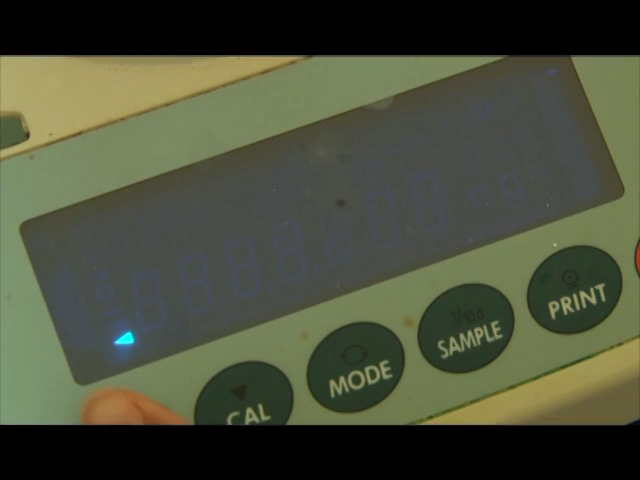 CAL
MODE
1/10d
SAMPLE
PRINT